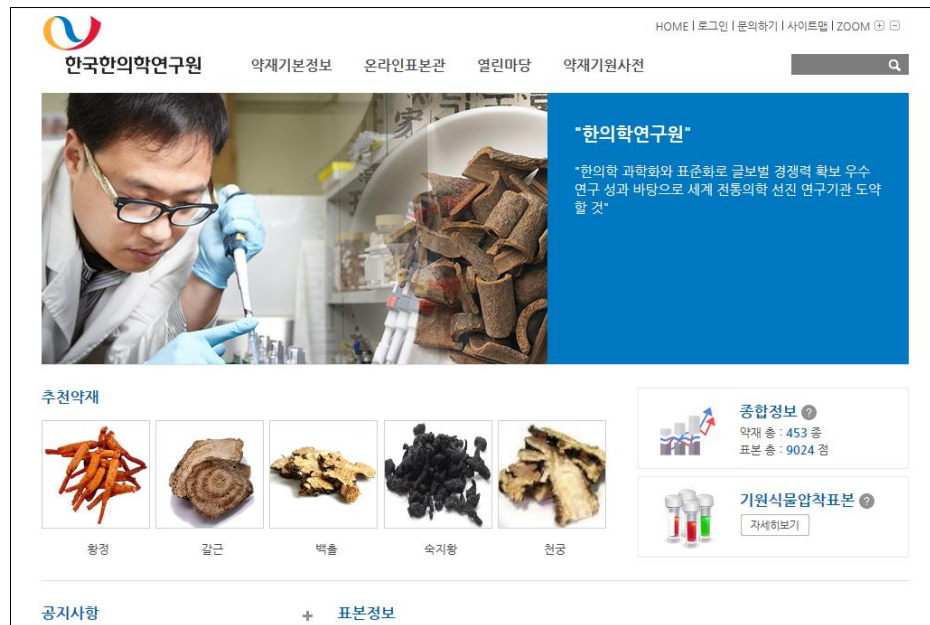 HOME | 로그인 | 문의하기 | 사이트맵 | ZOOM
한국한의학연구원
약재기본정보 온라인표본관 열린마당 약재기원사전
"한의학연구원"
"한의학 과학화와 표준화로 글로벌 경쟁력 확보 우수
연구 성과 바탕으로 세계 전통의학 선진 연구기관 도약
할 것"
추천약재
황정 갈근 백출 숙지황 천궁
종합정보 ?
약재 총 : 453 종
표본 총 : 9024 점
기원식물압착표본 ?
자세히보기
공지사항 + 표본정보